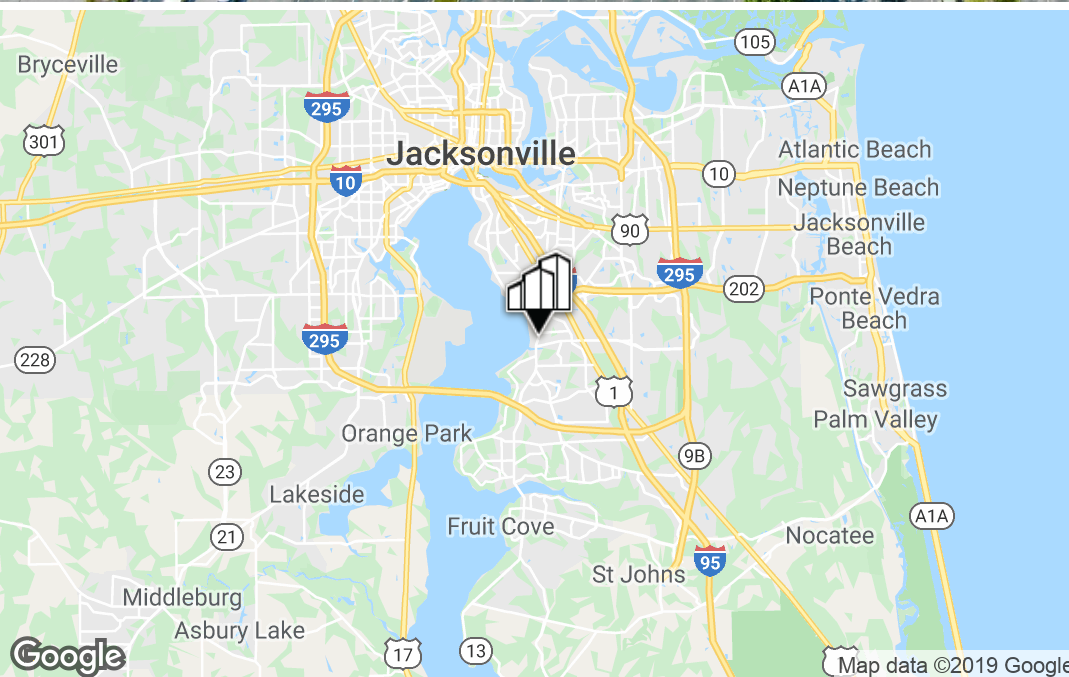 105
Bryceville
A1A
295
301
Atlantic Beach
Jacksonville
10
10
Neptune Beach
Jacksonville
Beach
90
295
202
Ponte Vedra
Beach
295
228
Sawgrass
1
Palm Valley
Orange Park
9B
23
Lakeside
A1A
Fruit Cove
21
Nocatee
95
St Johns
Middleburg
Asbury Lake
17
13
Google
Map data ©2019 Google